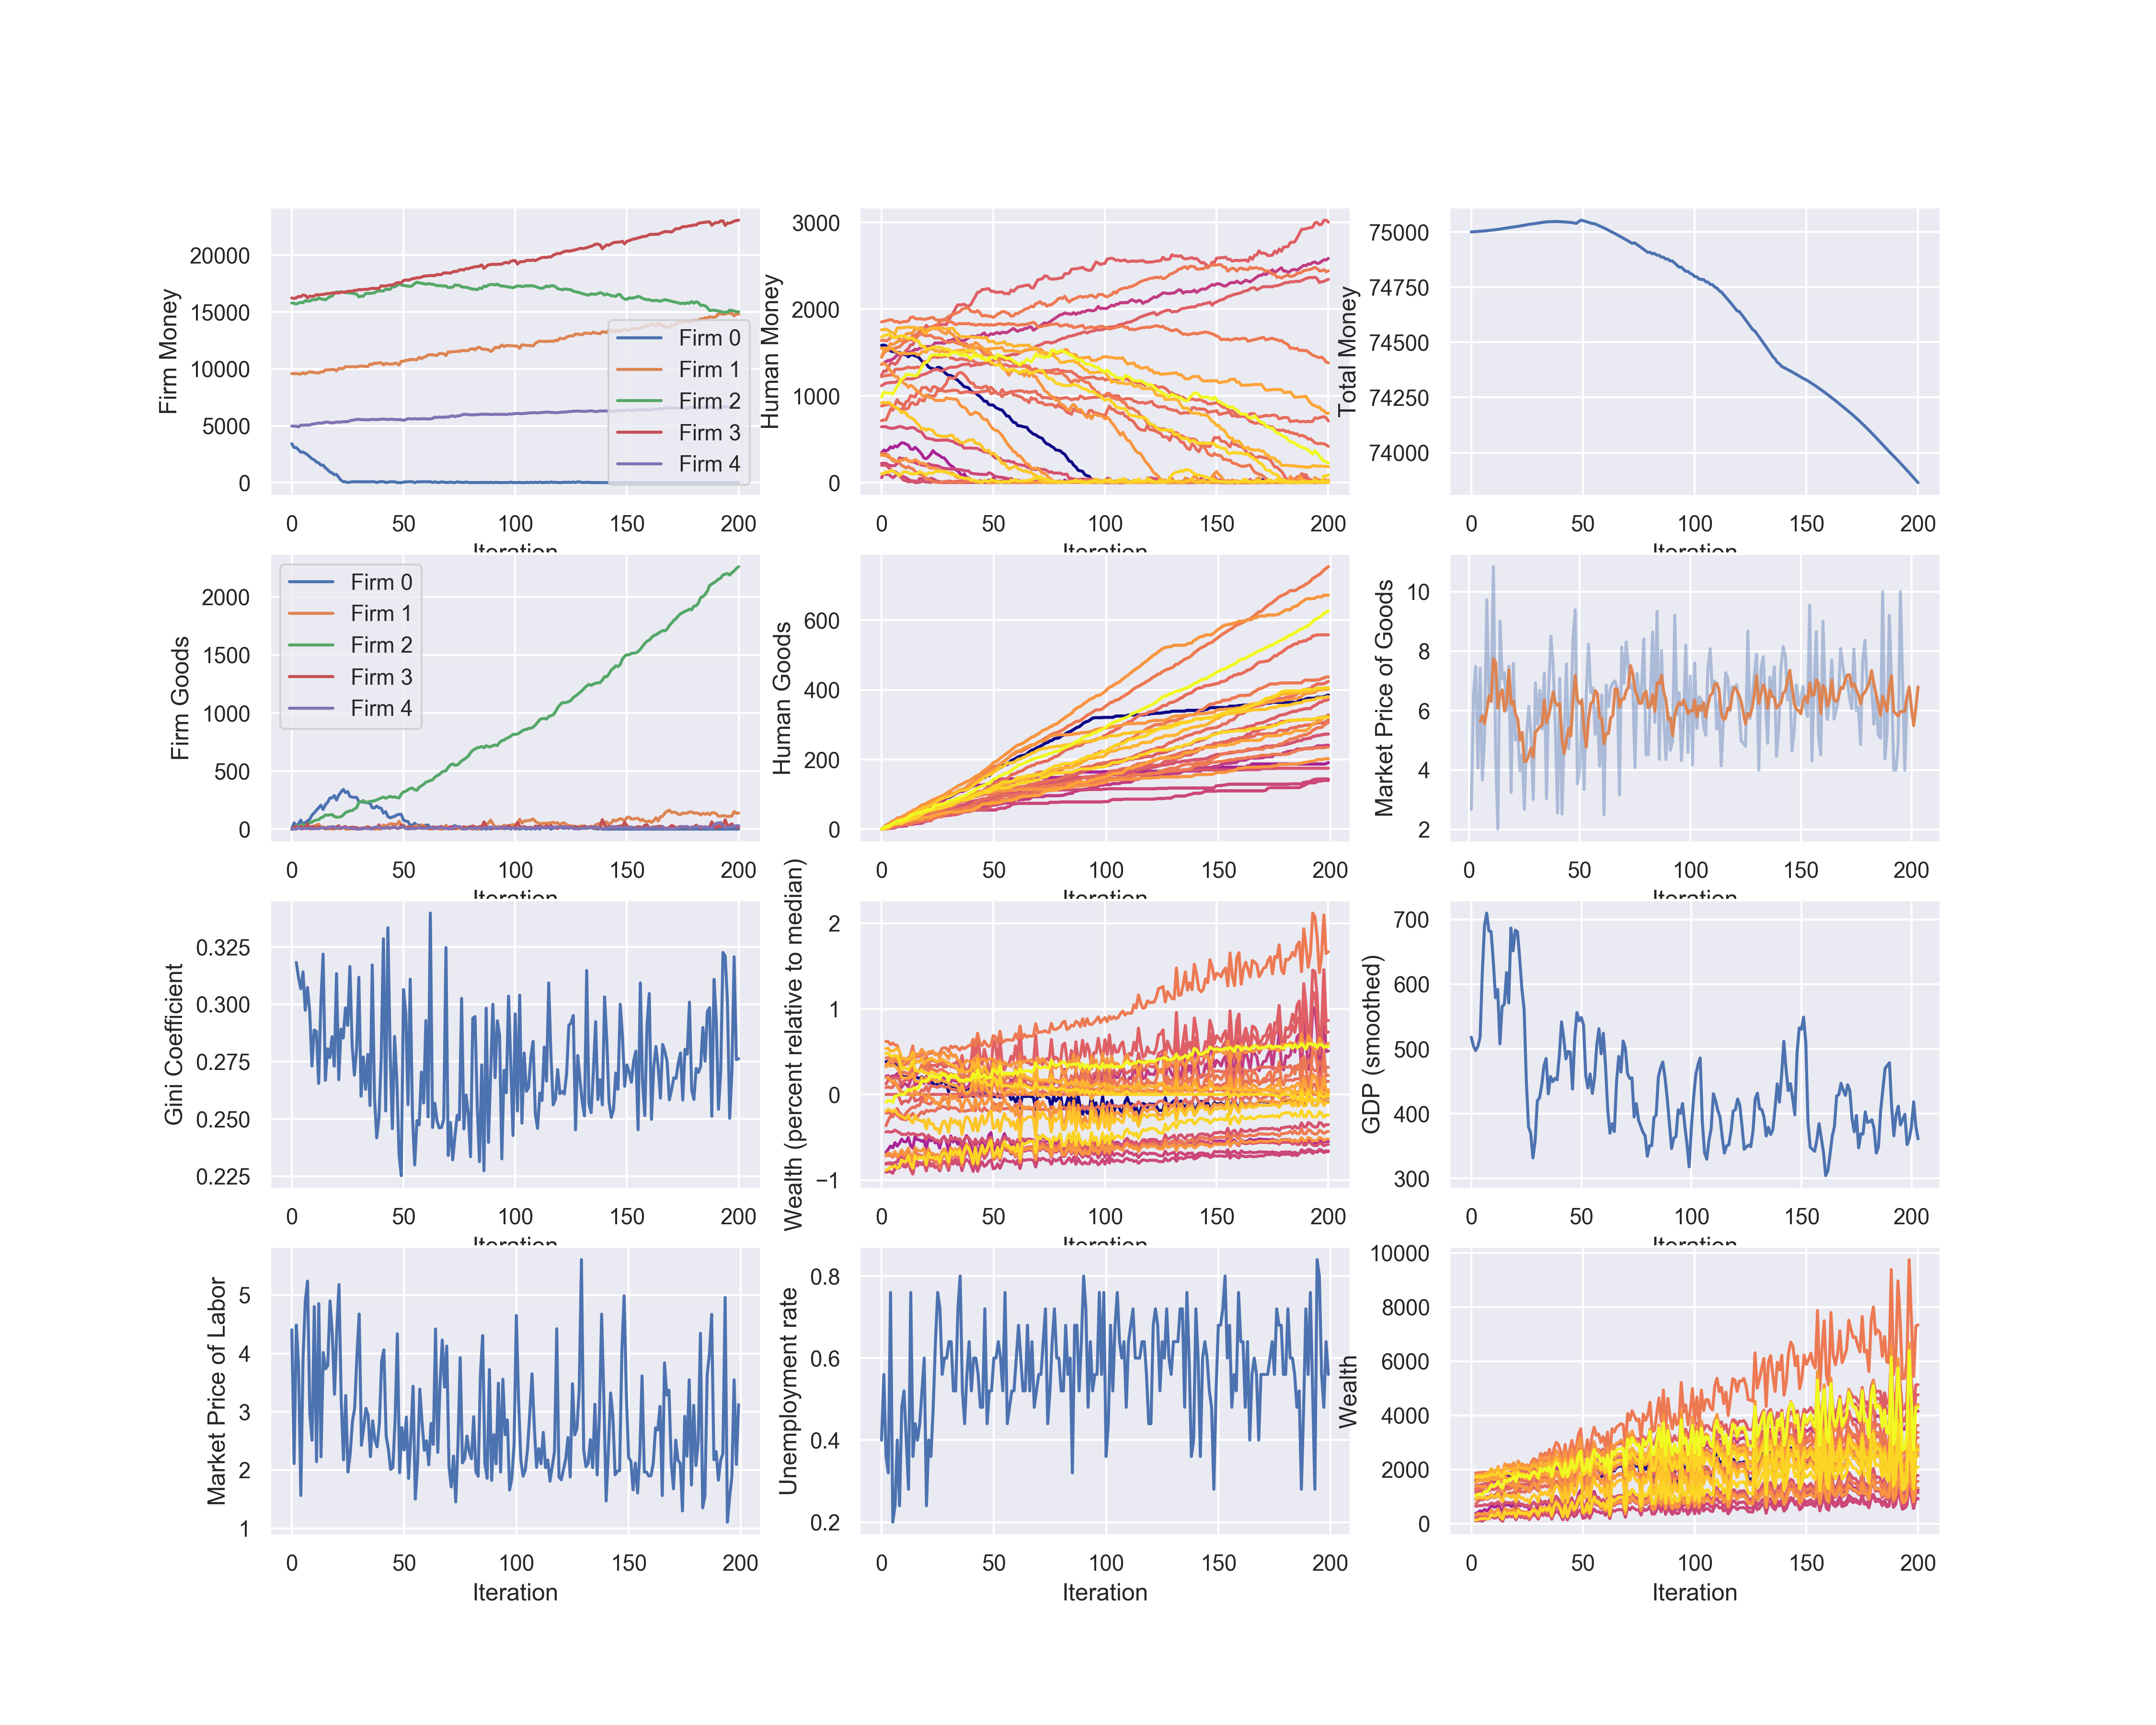 Firm Money
20000
15000
10000
5000
0
Firm 0
Firm 1
Firm 2
Firm 3
Firm 4
0 50 100 150 200
Iteration
Human Money
3000
2000
1000
0
0 50 100 150 200
Iteration
Total Money
75000
74750
74500
74250
74000
0 50 100 150 200
Iteration
Firm Goods
2000
1500
1000
500
0
Firm 0
Firm 1
Firm 2
Firm 3
Firm 4
0 50 100 150 200
Iteration
Human Goods
600
400
200
0
0 50 100 150 200
Iteration
Market Price of Goods
10
8
6
4
2
0 50 100 150 200
Iteration
Gini Coefficient
0.325
0.300
0.275
0.250
0.225
0 50 100 150 200
Iteration
Wealth (percent relative to median)
2
1
0
−1
0 50 100 150 200
Iteration
GDP (smoothed)
700
600
500
400
300
0 50 100 150 200
Iteration
Market Price of Labor
5
4
3
2
1
0 50 100 150 200
Iteration
Unemployment rate
0.8
0.6
0.4
0.2
0 50 100 150 200
Iteration
Wealth
10000
8000
6000
4000
2000
0
0 50 100 150 200
Iteration